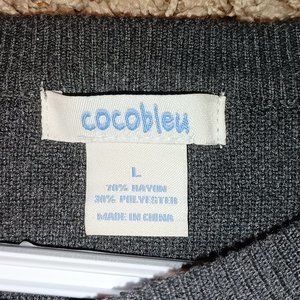 cocobleu
L
70% RAYON
30% POLYESTER
MADE IN CHINA